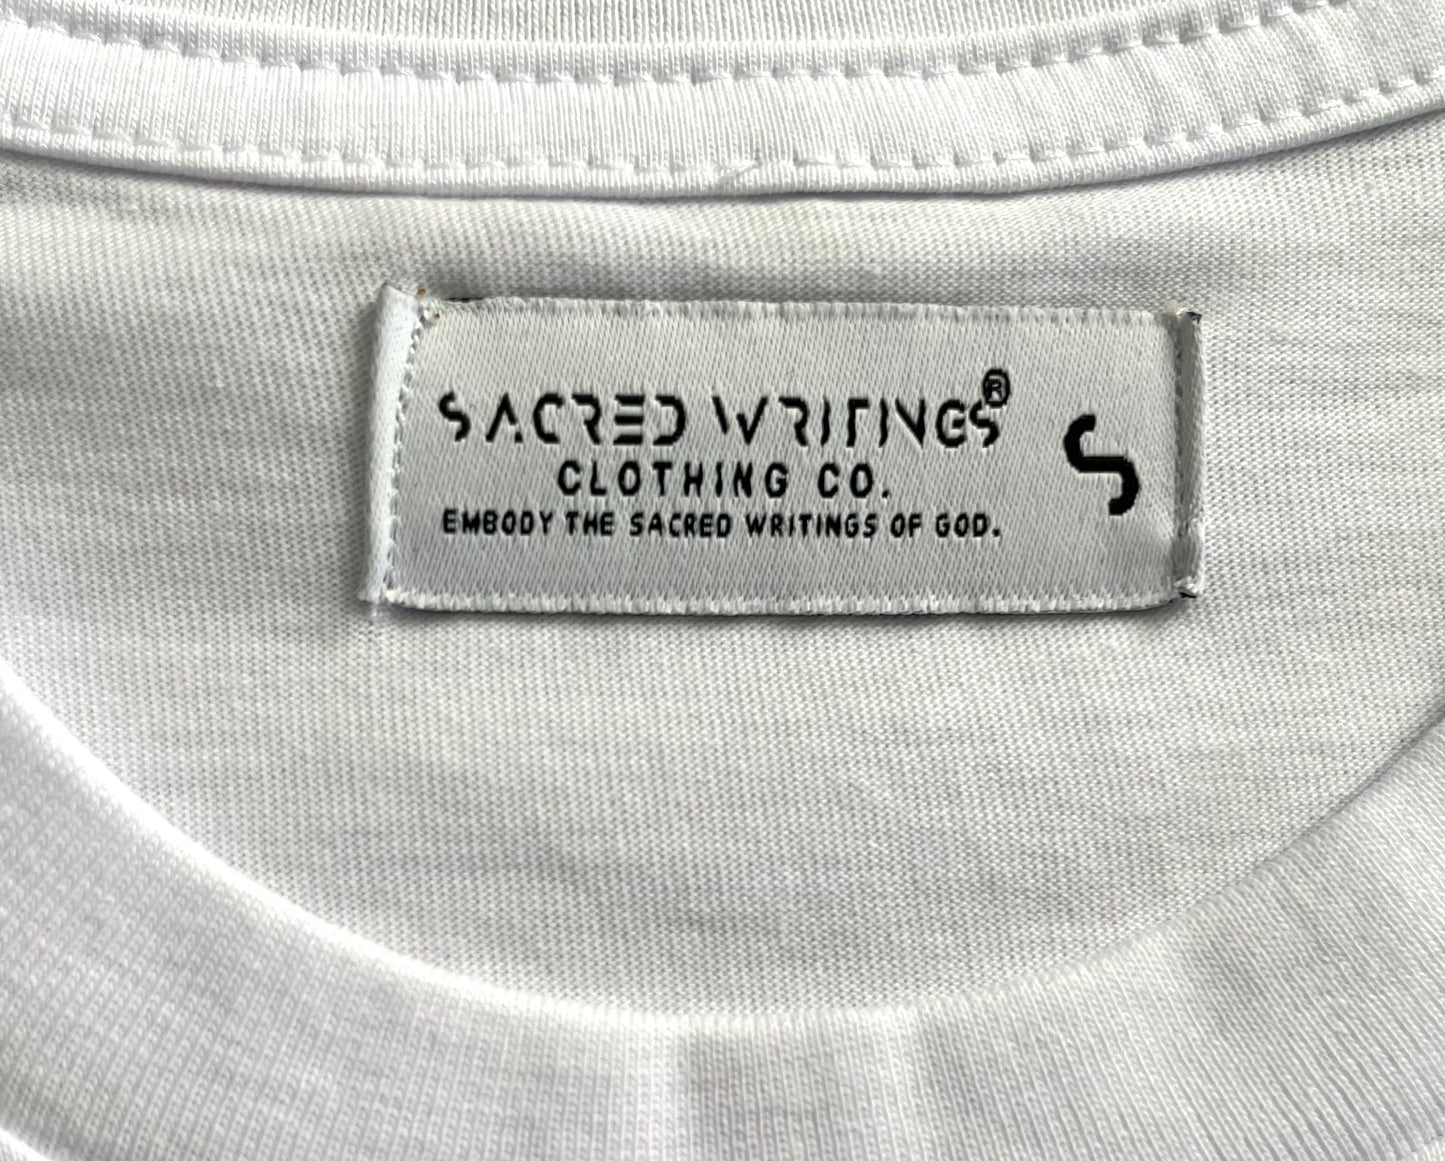 SACRED WRITINGS®
CLOTHING CO.
EMBODY THE SACRED WRITINGS OF GOD.
S